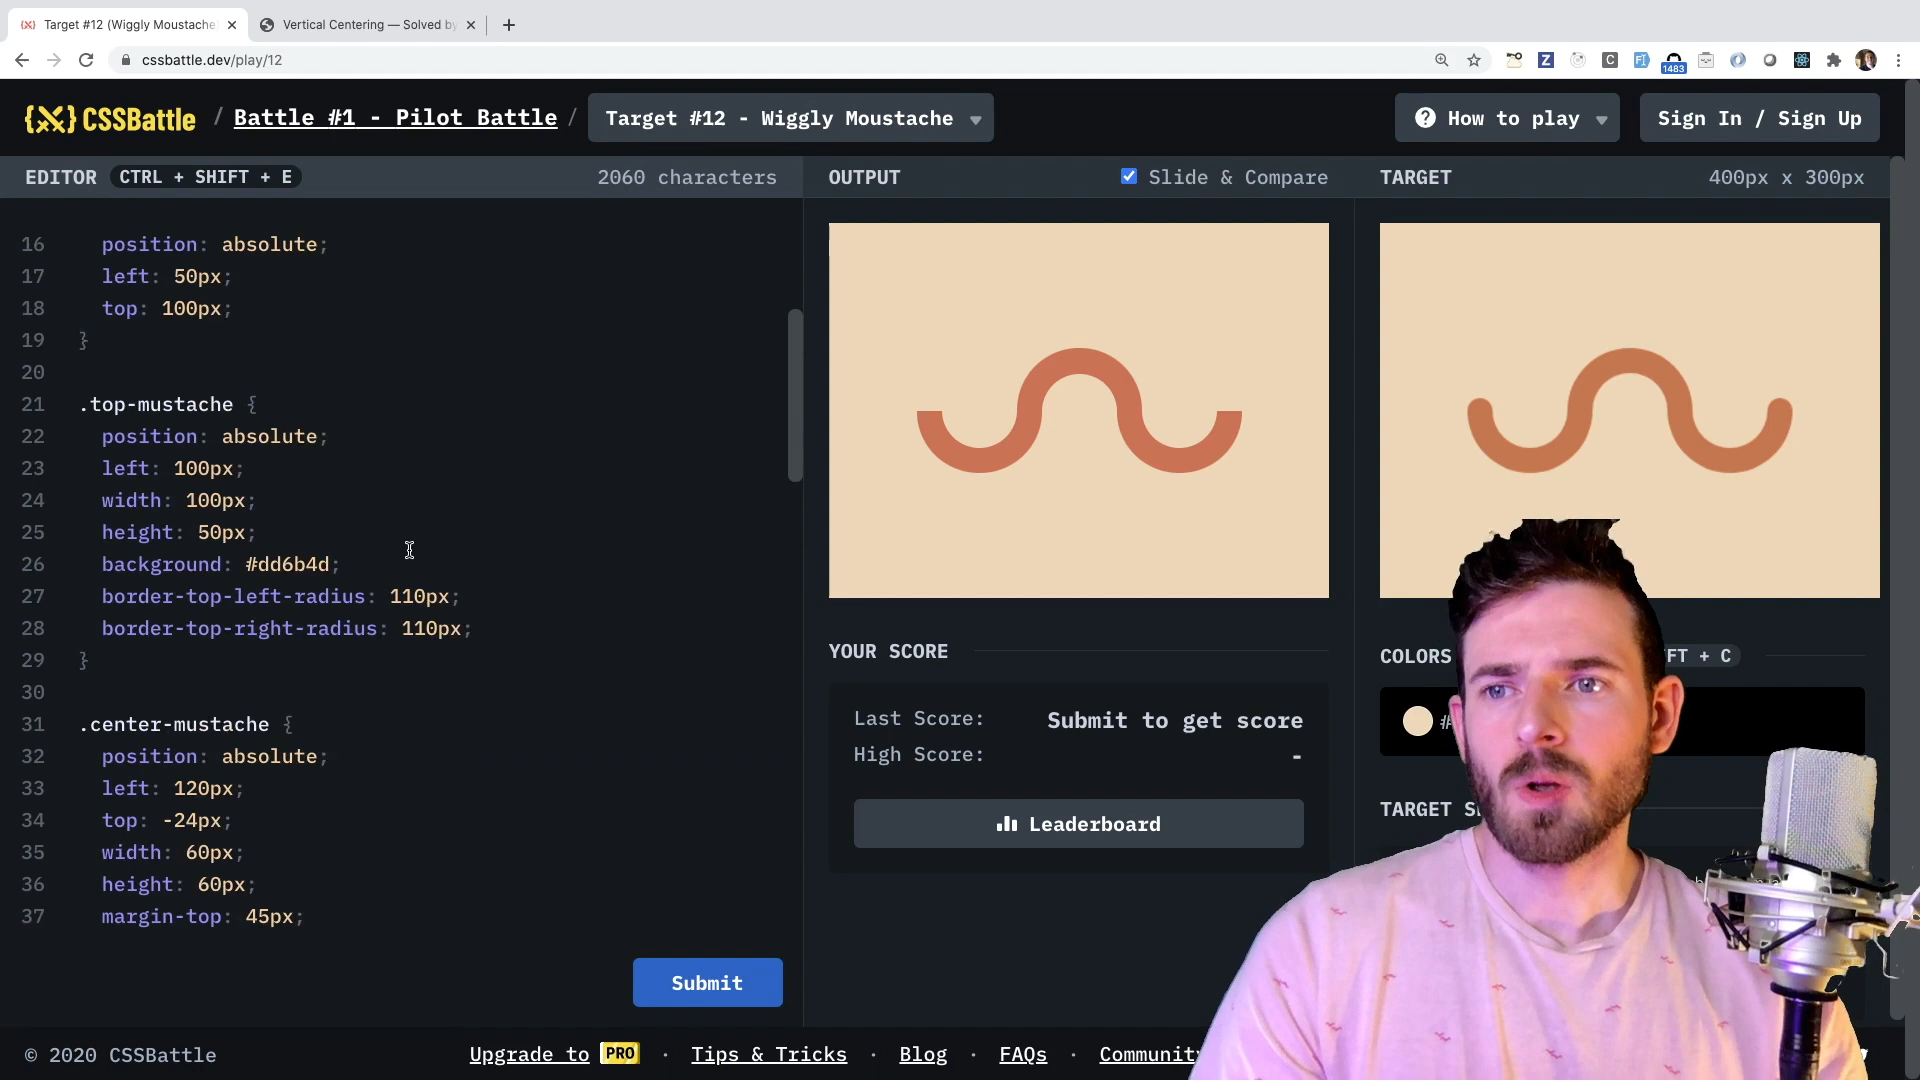 Target #12 (Wiggly Moustache
Vertical Centering — Solved by
cssbattle.dev/play/12
1483
CSSBattle / Battle #1 - Pilot Battle / Target #12 - Wiggly Moustache
How to play
Sign In / Sign Up
EDITOR CTRL + SHIFT + E 2060 characters
OUTPUT Slide & Compare
TARGET 400px x 300px
16 position: absolute;
17 left: 50px;
18 top: 100px;
19 }
20
21 .top-mustache {
22 position: absolute;
23 left: 100px;
24 width: 100px;
25 height: 50px;
26 background: #dd6b4d;
27 border-top-left-radius: 110px;
28 border-top-right-radius: 110px;
29 }
30
31 .center-mustache {
32 position: absolute;
33 left: 120px;
34 top: -24px;
35 width: 60px;
36 height: 60px;
37 margin-top: 45px;
Submit
YOUR SCORE
Last Score: Submit to get score
High Score: -
Leaderboard
COLORS + C
#
TARGET
© 2020 CSSBattle
Upgrade to PRO · Tips & Tricks · Blog · FAQs ·